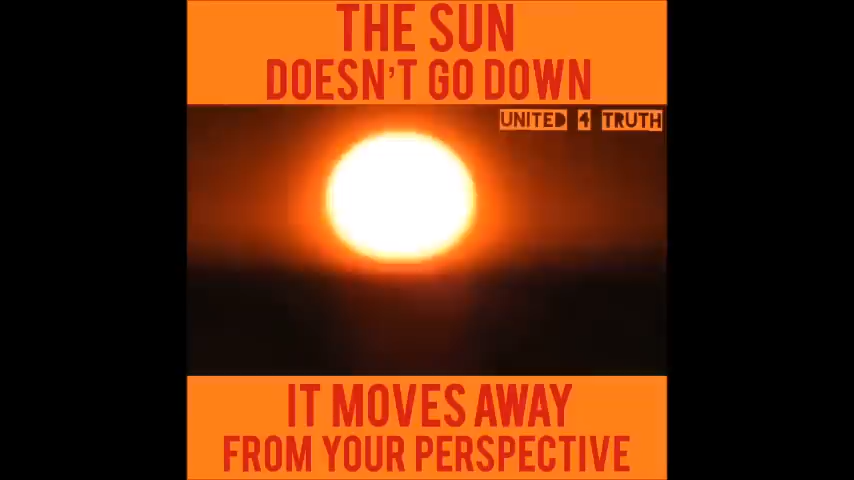 THE SUN
DOESN'T GO DOWN
UNITED 4 TRUTH
IT MOVES AWAY
FROM YOUR PERSPECTIVE